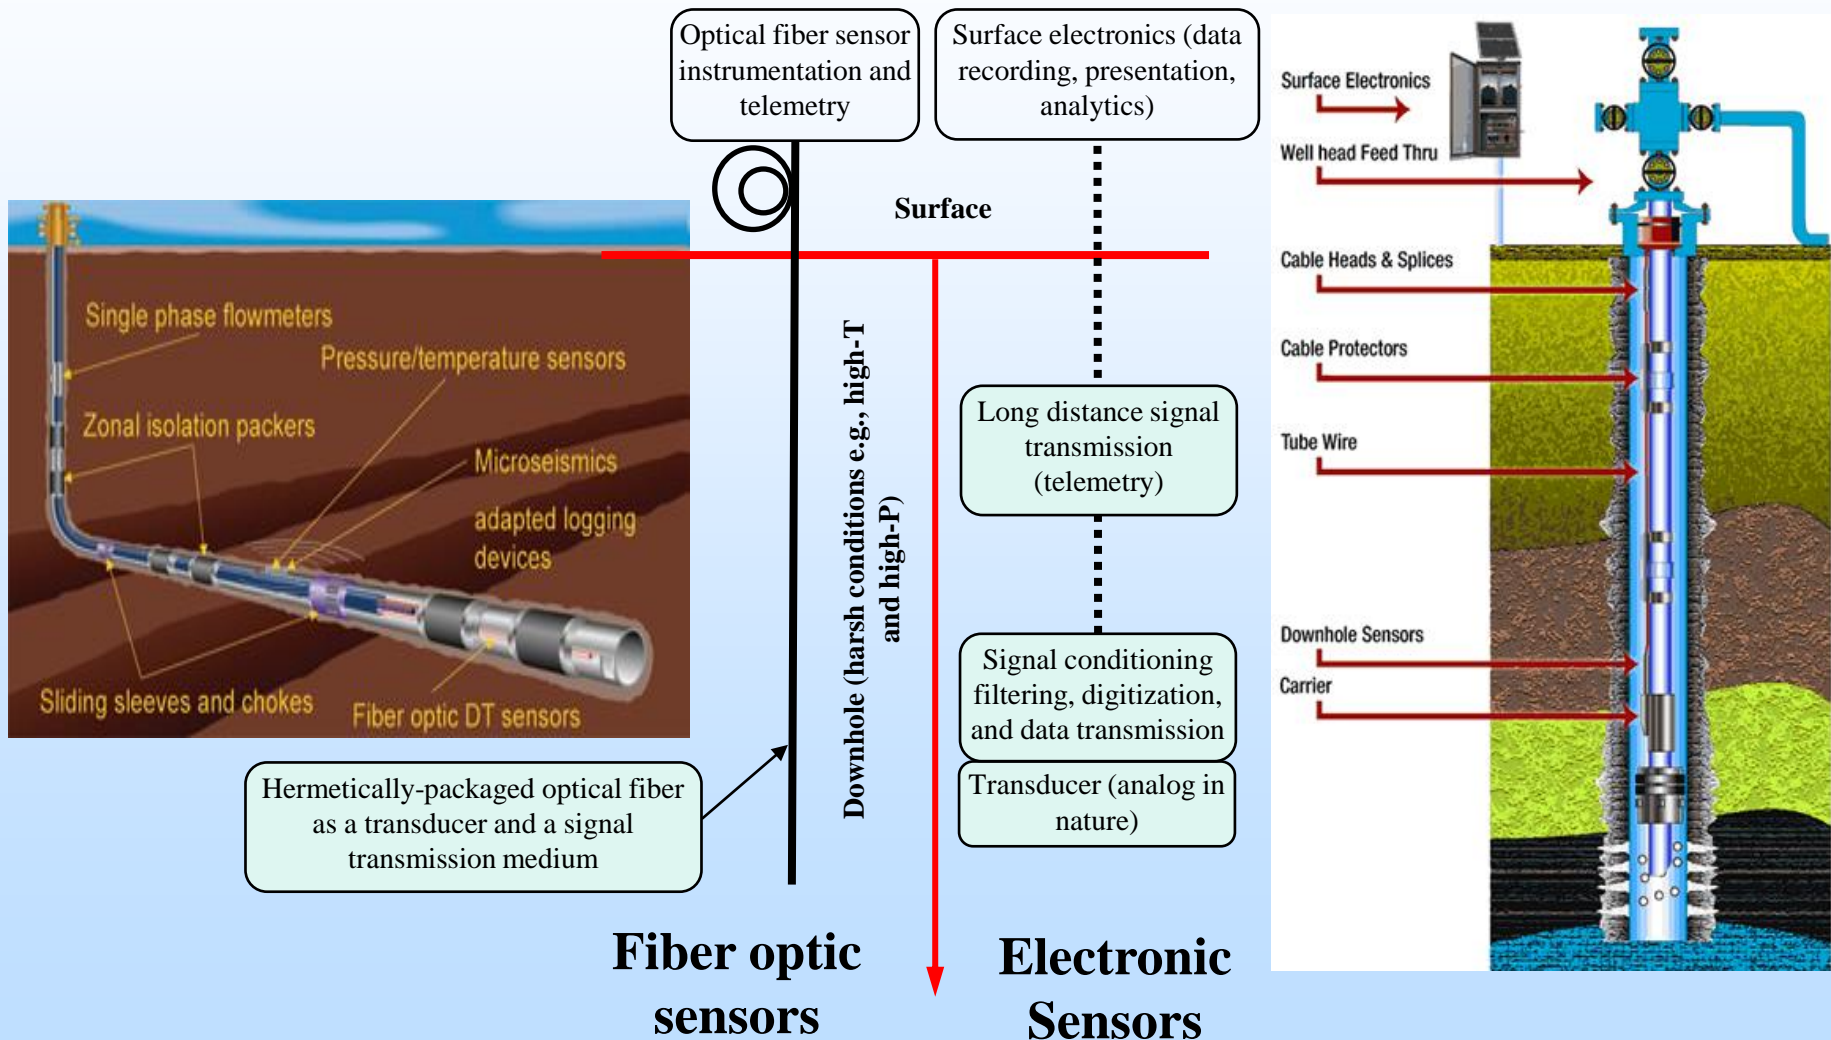 Optical fiber sensor
instrumentation and
telemetry
Surface electronics (data
recording, presentation,
analytics)
Surface
Single phase flowmeters
Pressure/temperature sensors
Zonal isolation packers
Microseismics
adapted logging
devices
Sliding sleeves and chokes
Fiber optic DT sensors
Hermetically-packaged optical fiber
as a transducer and a signal
transmission medium
Downhole (harsh conditions e.g., high-T
and high-P)
Long distance signal
transmission
(telemetry)
Signal conditioning
filtering, digitization,
and data transmission
Transducer (analog in
nature)
Fiber optic
sensors
Electronic
Sensors
Surface Electronics
Well head Feed Thru
Cable Heads & Splices
Cable Protectors
Tube Wire
Downhole Sensors
Carrier